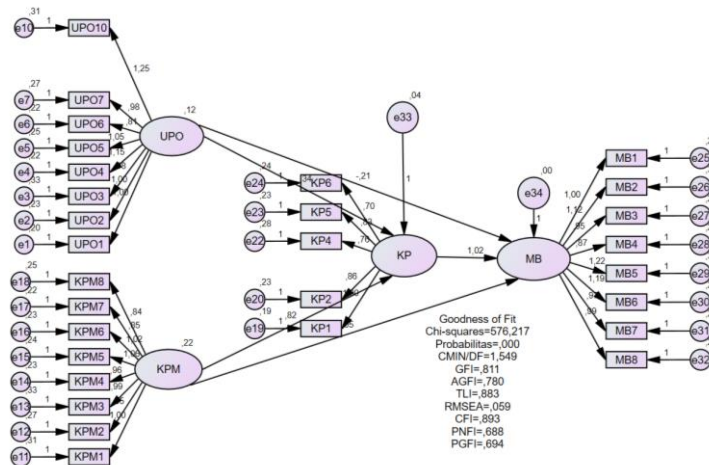 ,31
e10
1
UPO10
1,25
,27
e7
1
UPO7
,98
,22
e6
1
UPO6
,81
,25
e5
1
UPO5
1,05
,22
e4
1
UPO4
,33
e3
1
UPO3
,23
e2
1
UPO2
,20
e1
1
UPO1
,12
UPO
,25
e18
1
KPM8
,84
,22
e17
1
KPM7
,85
,23
e16
1
KPM6
1,02
,24
e15
1
KPM5
,23
e14
1
KPM4
,96
,33
e13
1
KPM3
,99
,27
e12
1
KPM2
1,00
,31
e11
1
KPM1
,22
KPM
,04
e33
1
,24
e24
1
KP6
-,21
,23
e23
1
KP5
,70
,28
e22
1
KP4
,76
,23
e20
1
KP2
,86
,19
e19
1
KP1
,82
KP
1,02
,00
e34
1
MB
MB1
1
e25
1,00
MB2
1
e26
1,12
MB3
1
e27
MB4
1
e28
,87
MB5
1
e29
1,22
MB6
1
e30
1,19
MB7
1
e31
MB8
1
e32
,89
Goodness of Fit
Chi-squares=576,217
Probabilitas=,000
CMIN/DF=1,549
GFI=,811
AGFI=,780
TLI=,883
RMSEA=,059
CFI=,893
PNFI=,688
PGFI=,694